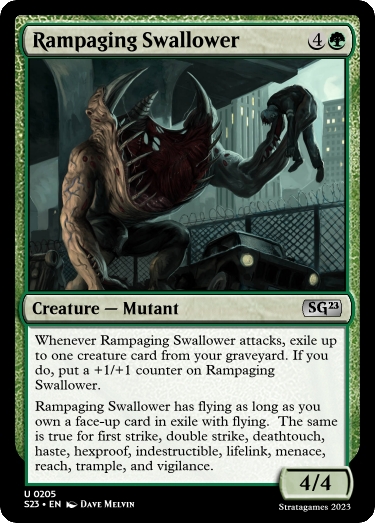 Rampaging Swallower 4
Creature — Mutant SG23
Whenever Rampaging Swallower attacks, exile up
to one creature card from your graveyard. If you
do, put a +1/+1 counter on Rampaging
Swallower.
Rampaging Swallower has flying as long as you
own a face-up card in exile with flying. The same
is true for first strike, double strike, deathtouch,
haste, hexproof, indestructible, lifelink, menace,
reach, trample, and vigilance.
4/4
U 0205
S23 • EN Dave Melvin
Stratagames 2023